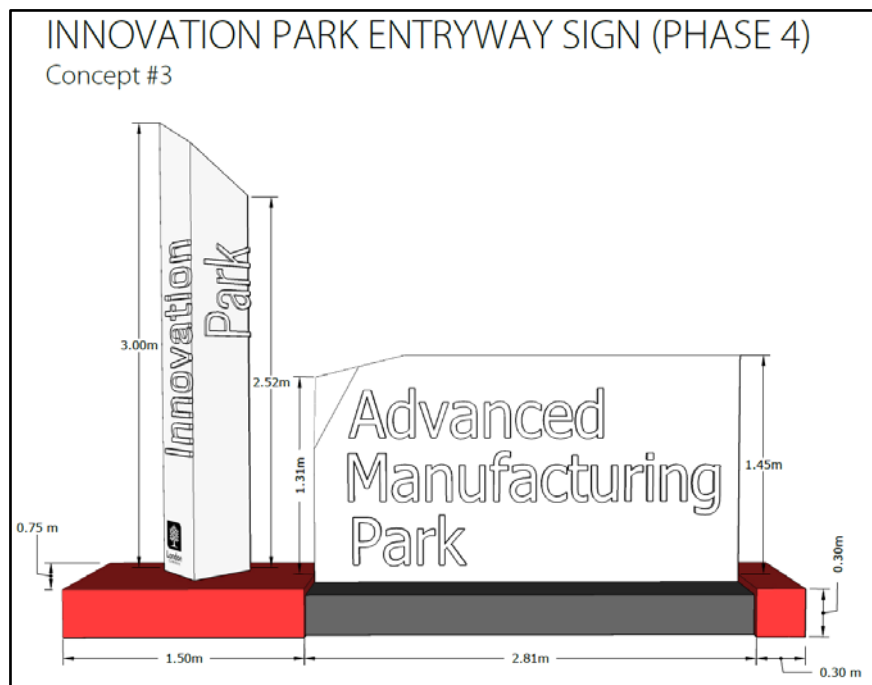 INNOVATION PARK ENTRYWAY SIGN (PHASE 4)
Concept #3
Innovation
Park
3.00m
2.52m
Advanced
Manufacturing
Park
1.31m
1.45m
London
0.75 m
0.30m
1.50m
2.81m
0.30 m